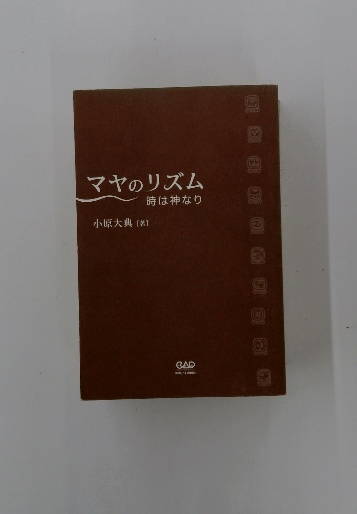 マヤのリズム
時は神なり
小原大典［著］